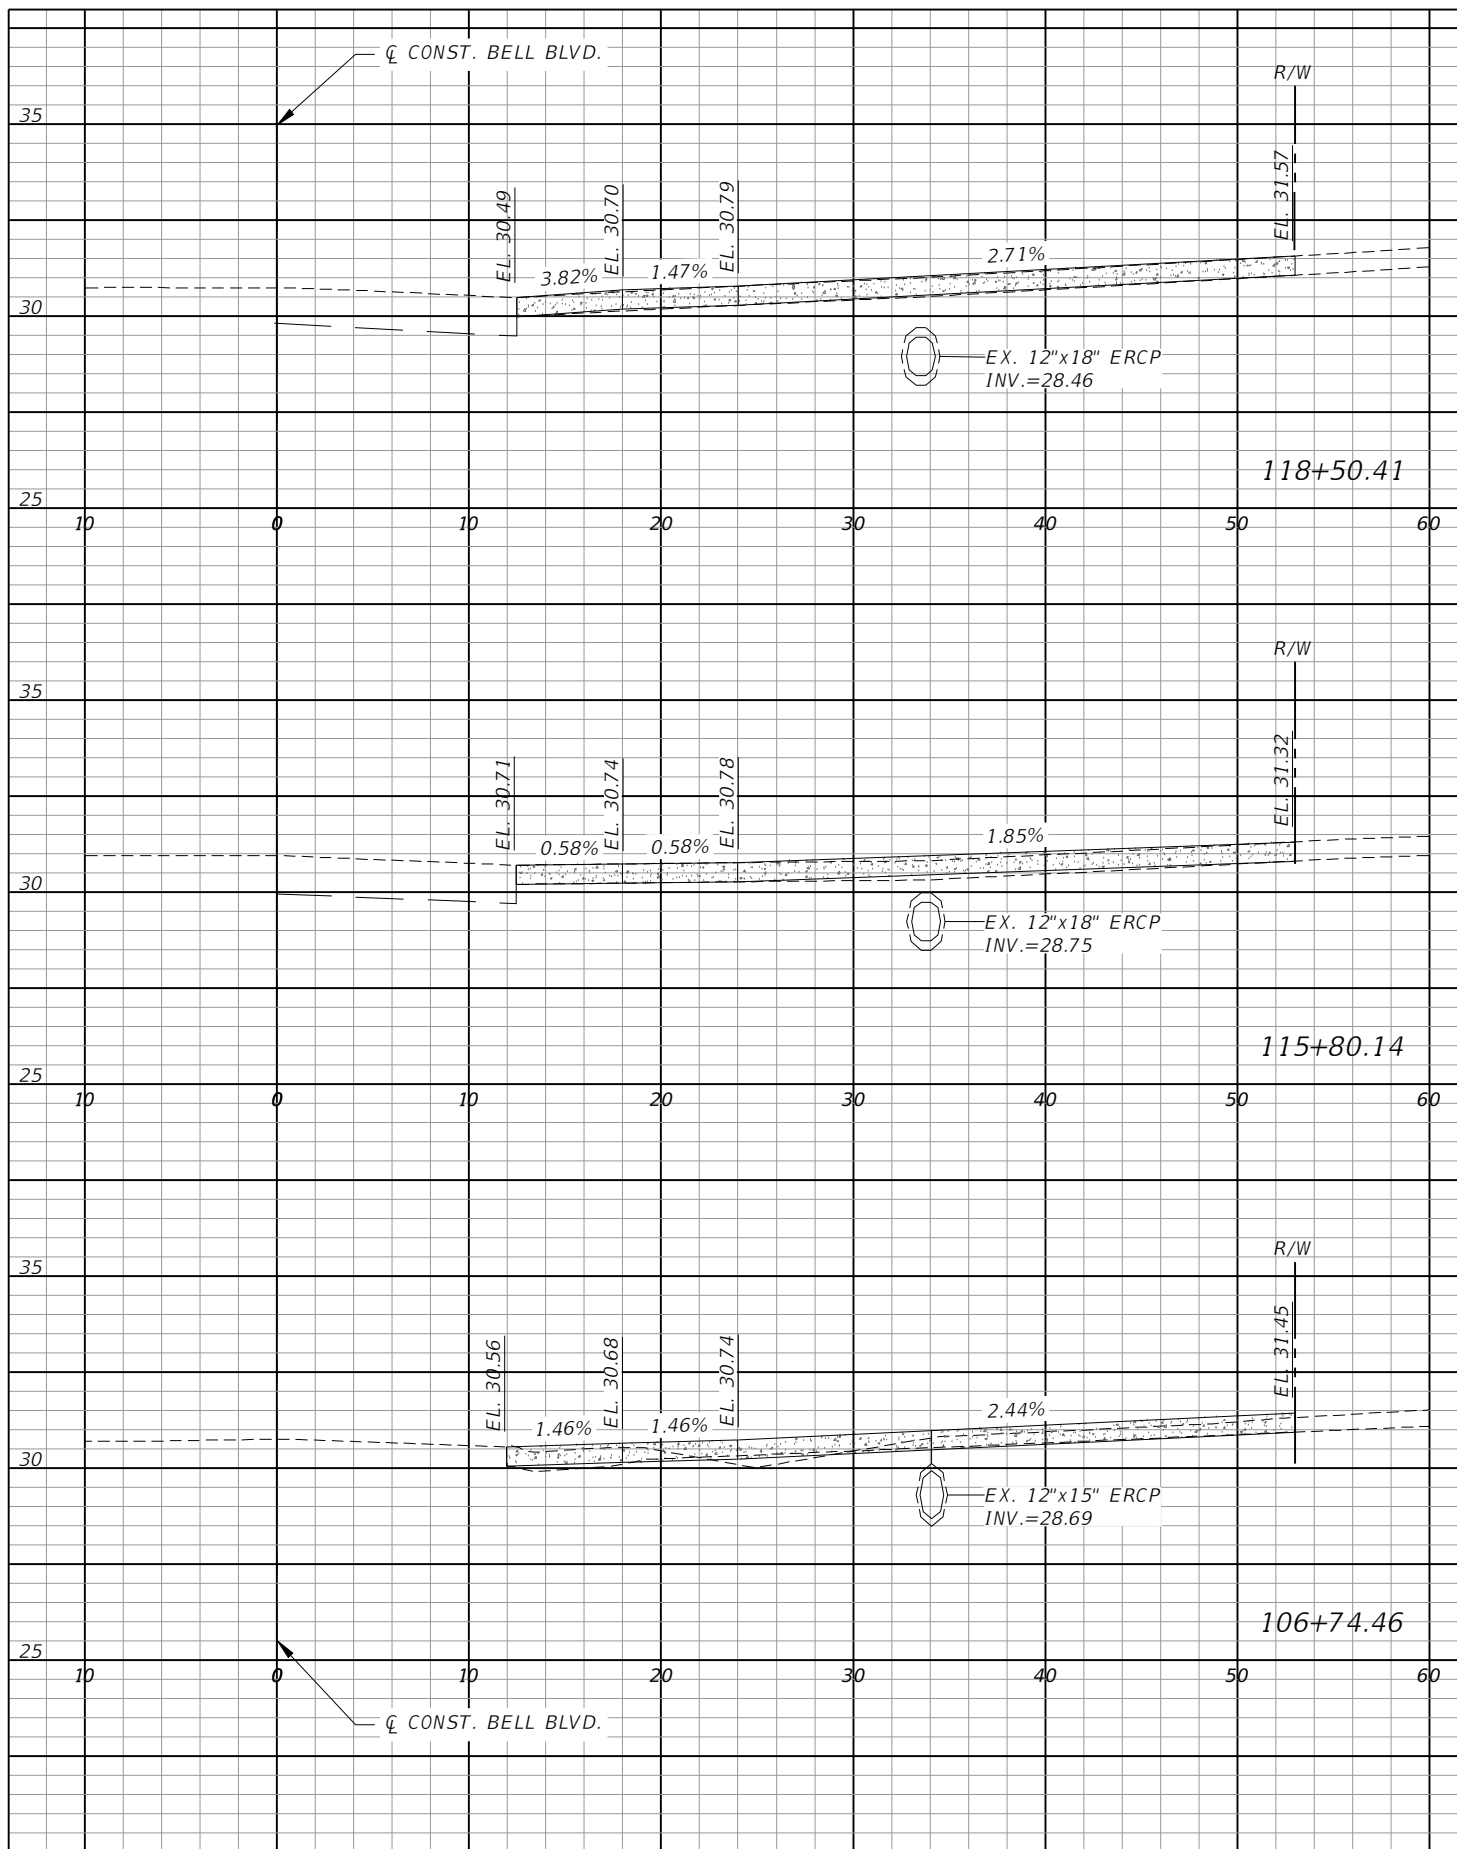 ℄ CONST. BELL BLVD.
R/W
35
EL. 30.49
EL. 30.70
EL. 30.79
EL. 31.57
3.82%
1.47%
2.71%
30
EX. 12"x18" ERCP
INV.=28.46
118+50.41
25
10 0 10 20 30 40 50 60
R/W
35
EL. 30.71
EL. 30.74
EL. 30.78
EL. 31.32
0.58%
0.58%
1.85%
30
EX. 12"x18" ERCP
INV.=28.75
115+80.14
25
10 0 10 20 30 40 50 60
R/W
35
EL. 30.56
EL. 30.68
EL. 30.74
EL. 31.45
1.46%
1.46%
2.44%
30
EX. 12"x15" ERCP
INV.=28.69
106+74.46
25
10 0 10 20 30 40 50 60
℄ CONST. BELL BLVD.